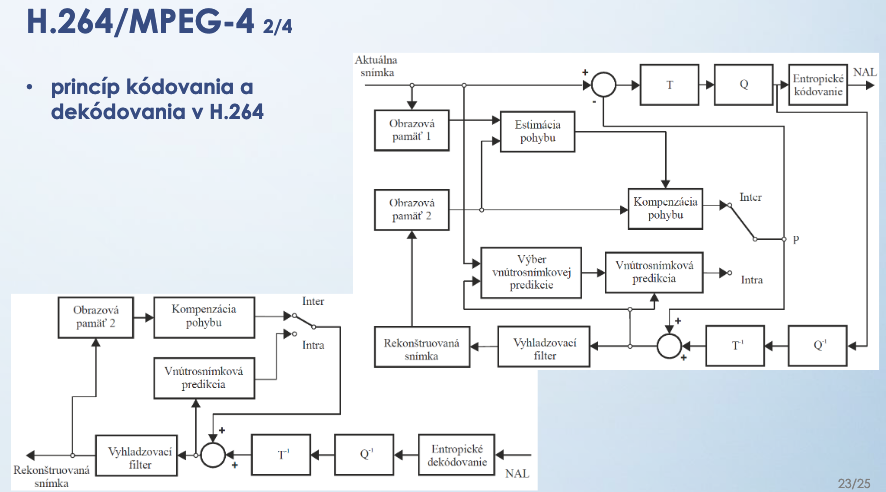 H.264/MPEG-4 2/4
• princíp kódovania a
dekódovania v H.264
Aktuálna
snímka
+
-
T
Q
Entropické
kódovanie
NAL
Obrazová
pamäť 1
Estimácia
pohybu
Obrazová
pamäť 2
Kompenzácia
pohybu
Inter
P
Výber
vnútrosnímkovej
predikcie
Vnútrosnímková
predikcia
Intra
Rekonštruovaná
snímka
Vyhladzovací
filter
+
+
T⁻¹
Q⁻¹
Obrazová
pamäť 2
Kompenzácia
pohybu
Inter
Intra
Vnútrosnímková
predikcia
Rekonštruovaná
snímka
Vyhladzovací
filter
+
+
T⁻¹
Q⁻¹
Entropické
dekódovanie
NAL
23/25